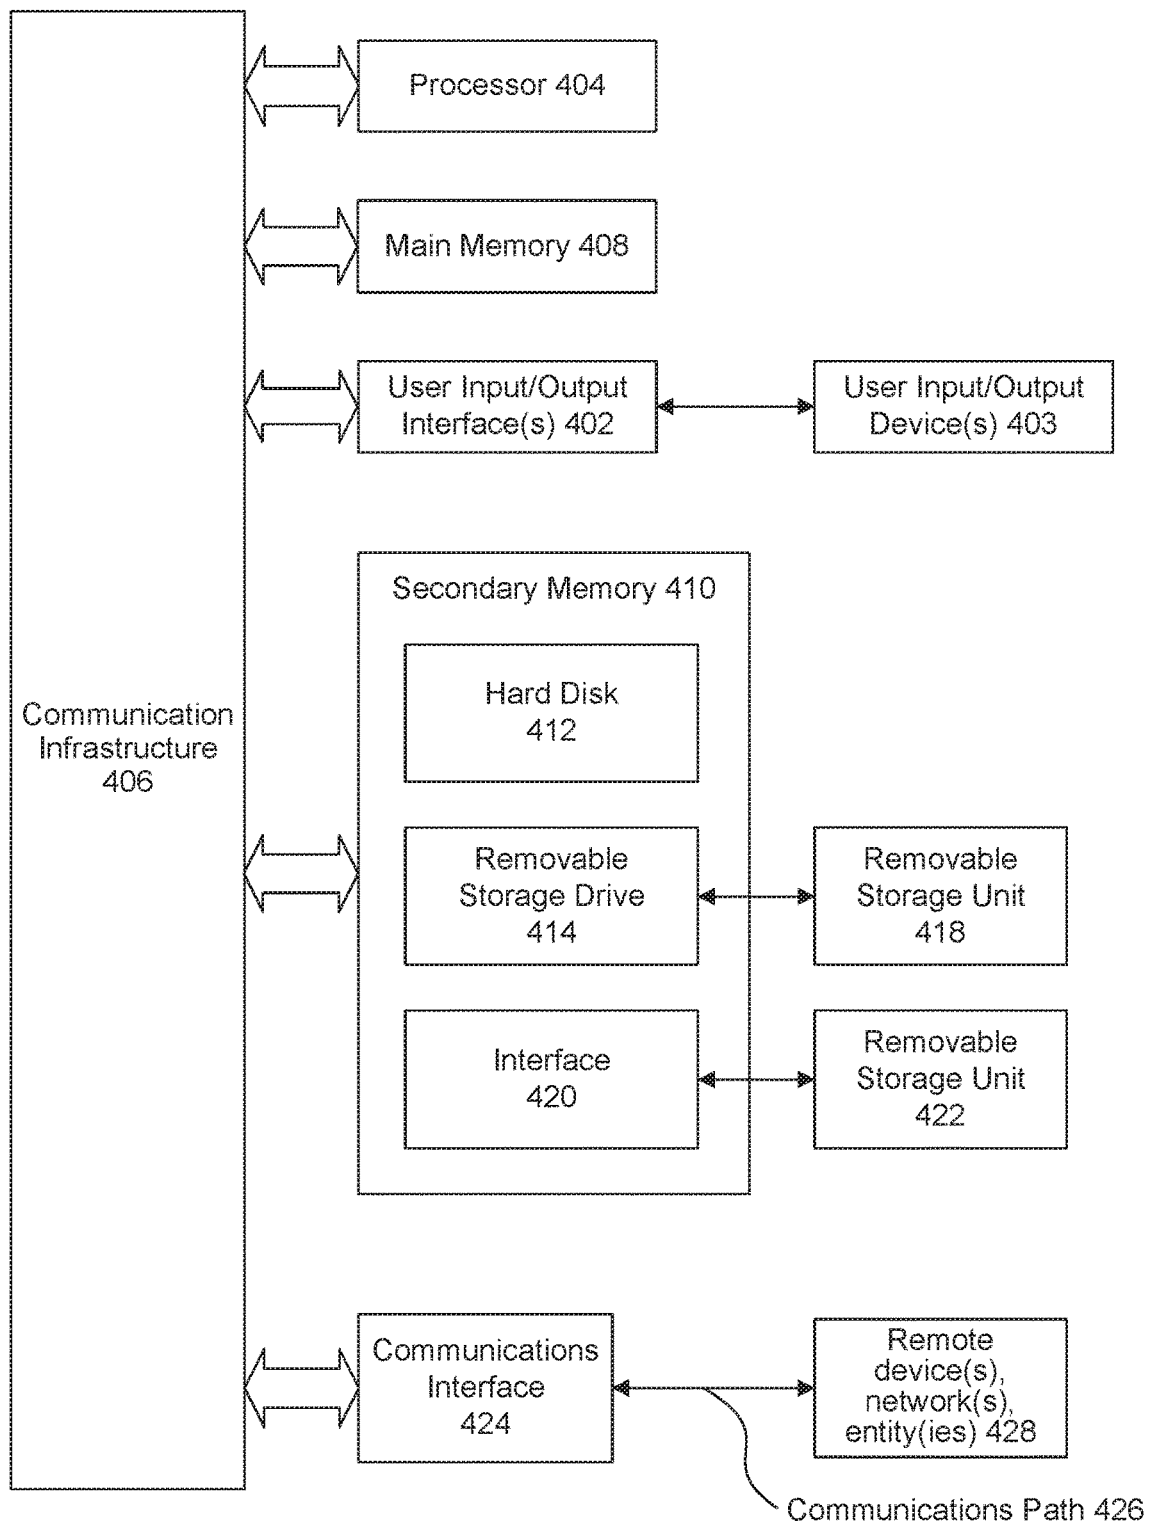 Processor 404
Main Memory 408
User Input/Output
Interface(s) 402
User Input/Output
Device(s) 403
Secondary Memory 410
Hard Disk
412
Communication
Infrastructure
406
Removable
Storage Drive
414
Removable
Storage Unit
418
Interface
420
Removable
Storage Unit
422
Communications
Interface
424
Remote
device(s),
network(s),
entity(ies) 428
Communications Path 426